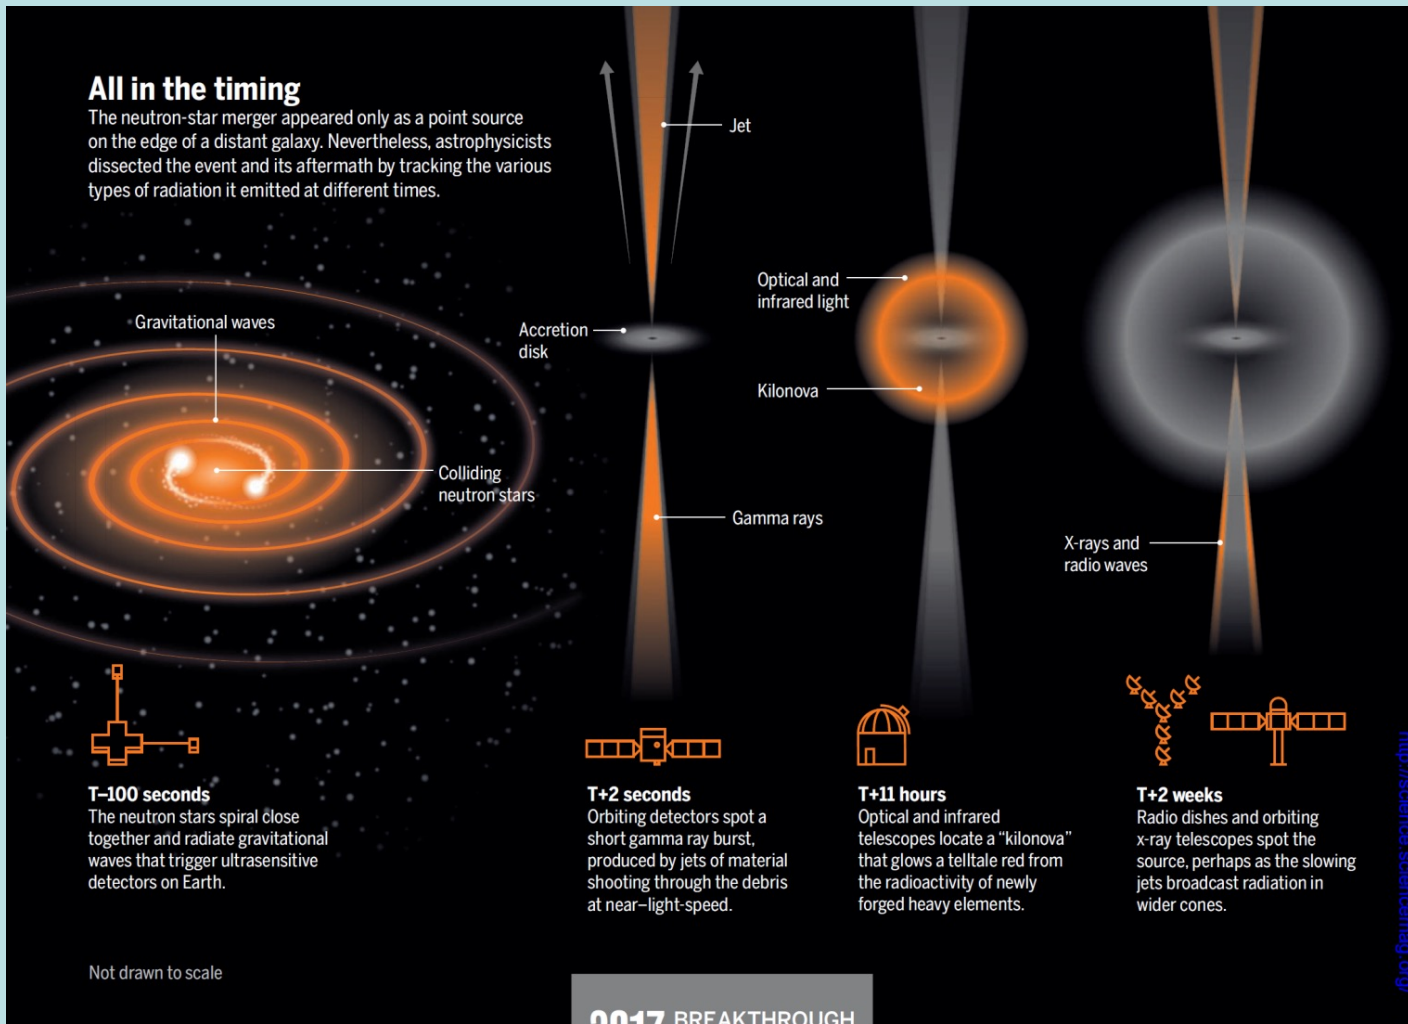 All in the timing
The neutron-star merger appeared only as a point source
on the edge of a distant galaxy. Nevertheless, astrophysicists
dissected the event and its aftermath by tracking the various
types of radiation it emitted at different times.
Gravitational waves
Colliding
neutron stars
T–100 seconds
The neutron stars spiral close
together and radiate gravitational
waves that trigger ultrasensitive
detectors on Earth.
Jet
Accretion
disk
Gamma rays
T+2 seconds
Orbiting detectors spot a
short gamma ray burst,
produced by jets of material
shooting through the debris
at near–light-speed.
Optical and
infrared light
Kilonova
T+11 hours
Optical and infrared
telescopes locate a “kilonova”
that glows a telltale red from
the radioactivity of newly
forged heavy elements.
X-rays and
radio waves
T+2 weeks
Radio dishes and orbiting
x-ray telescopes spot the
source, perhaps as the slowing
jets broadcast radiation in
wider cones.
http://science.sciencemag.org/
Not drawn to scale
2017 BREAKTHROUGH